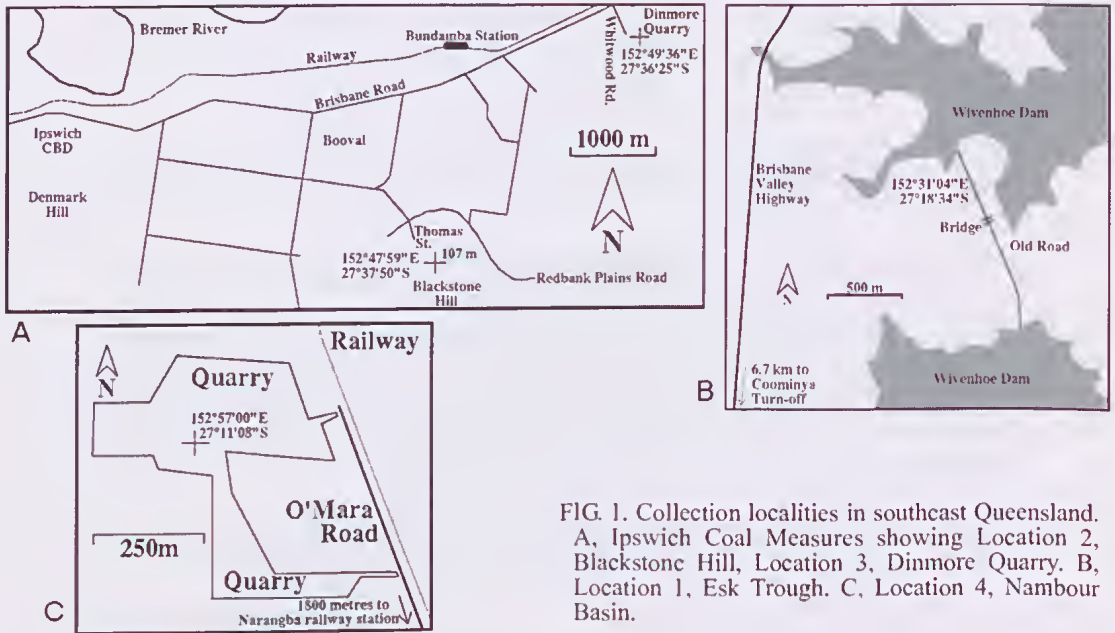 Bremer River
Railway
Bundamba Station
Dinmore
Quarry
152°49'36"E
27°36'25"S
Whitwood Rd.
Brisbane Road
Ipswich
CBD
Booval
1000 m
Denmark
Hill
N
Thomas
St.
107 m
152°47'59"E
27°37'50"S
Blackstone
Hill
Redbank Plains Road
A
Wivenhoe Dam
Brisbane
Valley
Highway
152°31'04"E
27°18'34"S
Bridge
Old Road
N
500 m
6.7 km to
Coominya
Turn-off
Wivenhoe Dam
B
Railway
N
Quarry
152°57'00"E
27°11'08"S
O'Mara
Road
250m
Quarry
1800 metres to
Narangba railway station
C
FIG. 1. Collection localities in southeast Queensland.
A, Ipswich Coal Measures showing Location 2,
Blackstone Hill, Location 3, Dinmore Quarry. B,
Location 1, Esk Trough. C, Location 4, Nambour
Basin.